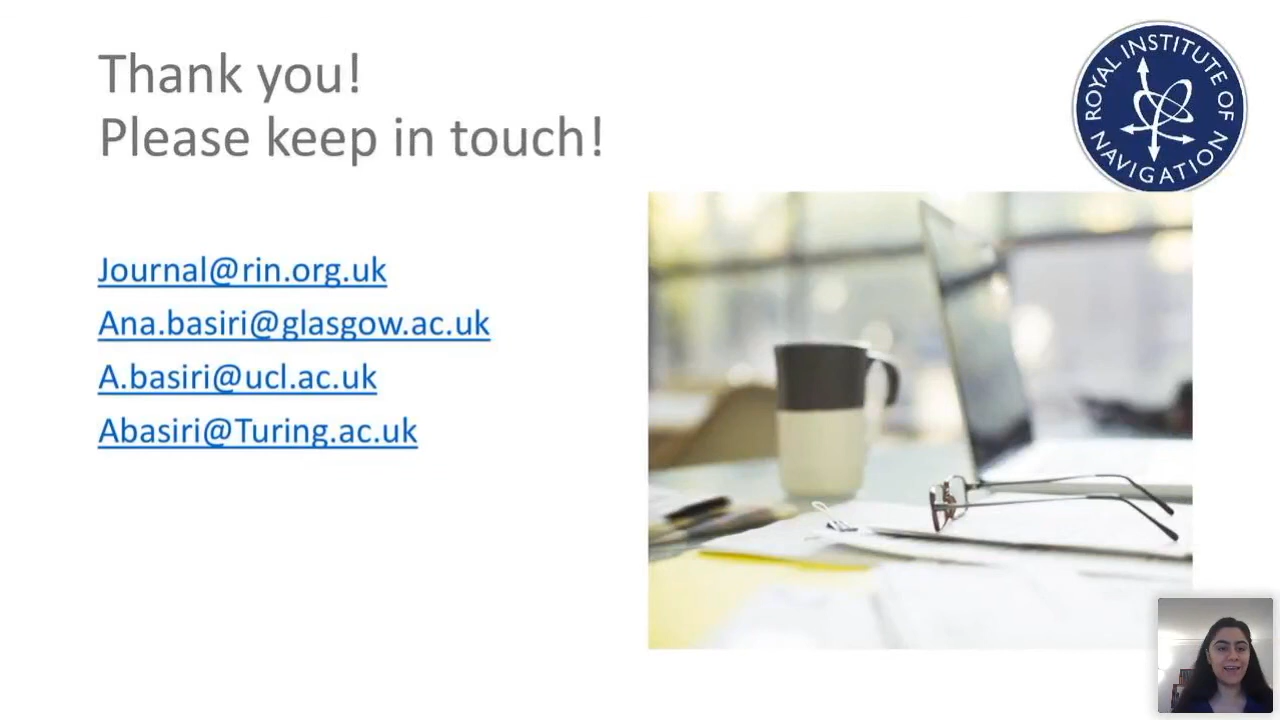 Thank you!
Please keep in touch!
ROYAL INSTITUTE OF NAVIGATION
Journal@rin.org.uk
Ana.basiri@glasgow.ac.uk
A.basiri@ucl.ac.uk
Abasiri@Turing.ac.uk